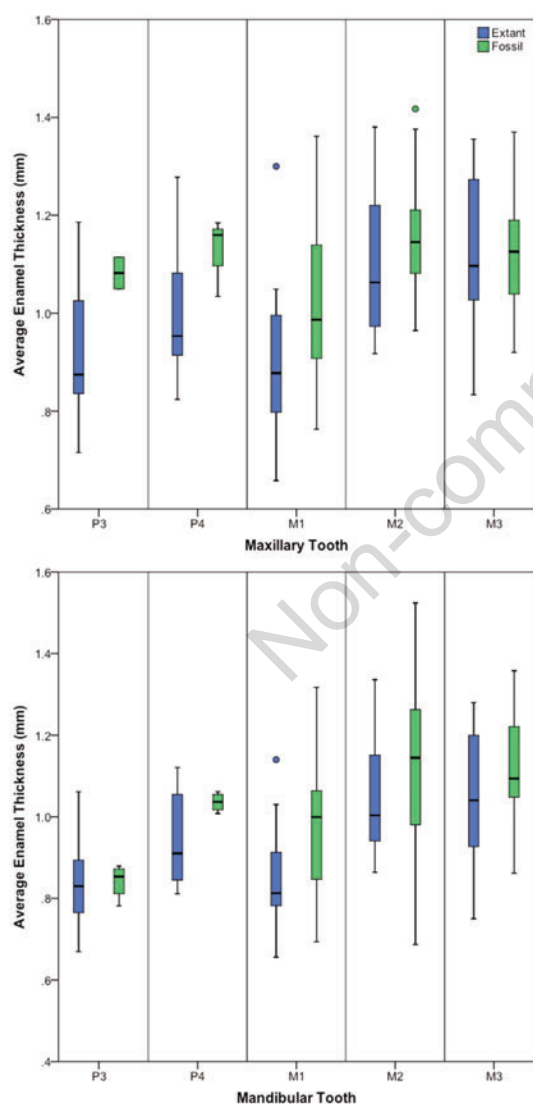 1.6
Extant
Fossil
1.4
1.2
1.0
.8
.6
Average Enamel Thickness (mm)
P3 P4 M1 M2 M3
Maxillary Tooth
Non-comm
1.6
1.4
1.2
1.0
.8
.6
.4
Average Enamel Thickness (mm)
P3 P4 M1 M2 M3
Mandibular Tooth